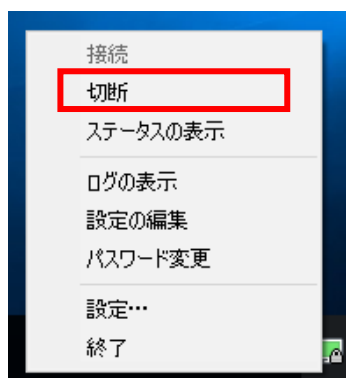 接続
切断
ステータスの表示
ログの表示
設定の編集
パスワード変更
設定…
終了